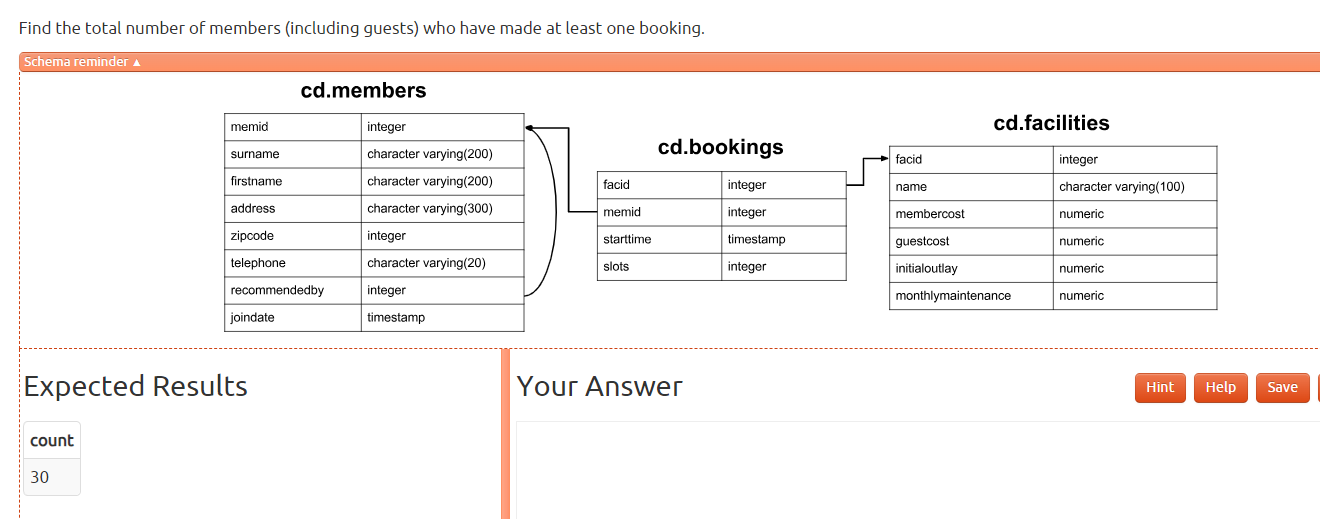 Find the total number of members (including guests) who have made at least one booking.
Schema reminder ▲
cd.members
memid integer
surname character varying(200)
firstname character varying(200)
address character varying(300)
zipcode integer
telephone character varying(20)
recommendedby integer
joindate timestamp
cd.bookings
facid integer
memid integer
starttime timestamp
slots integer
cd.facilities
facid integer
name character varying(100)
membercost numeric
guestcost numeric
initialoutlay numeric
monthlymaintenance numeric
Expected Results
count
30
Your Answer
Hint Help Save